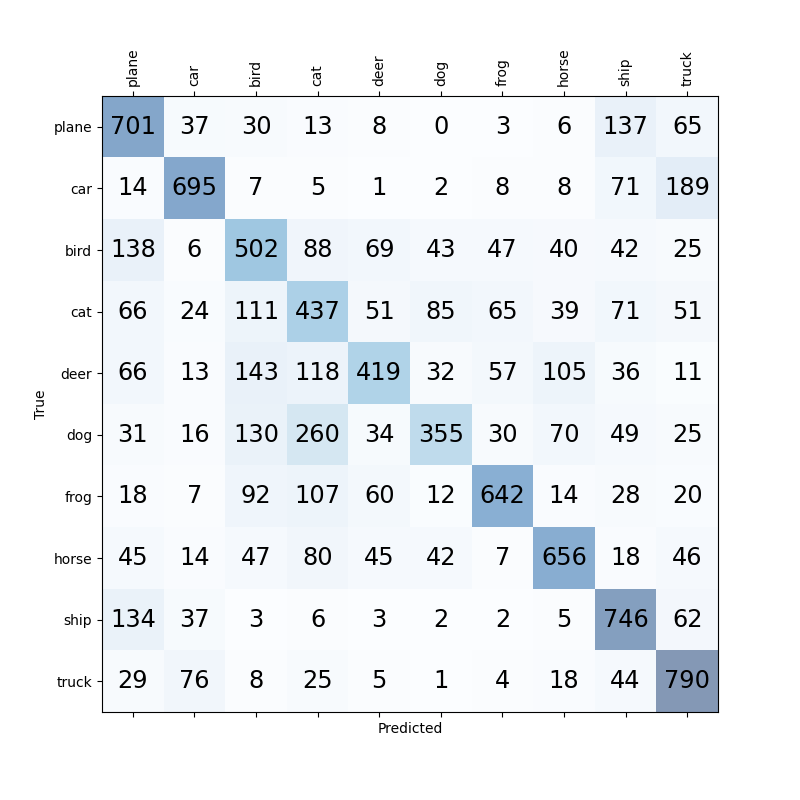 plane car bird cat deer dog frog horse ship truck
plane 701 37 30 13 8 0 3 6 137 65
car 14 695 7 5 1 2 8 8 71 189
bird 138 6 502 88 69 43 47 40 42 25
cat 66 24 111 437 51 85 65 39 71 51
deer 66 13 143 118 419 32 57 105 36 11
True
dog 31 16 130 260 34 355 30 70 49 25
frog 18 7 92 107 60 12 642 14 28 20
horse 45 14 47 80 45 42 7 656 18 46
ship 134 37 3 6 3 2 2 5 746 62
truck 29 76 8 25 5 1 4 18 44 790
Predicted